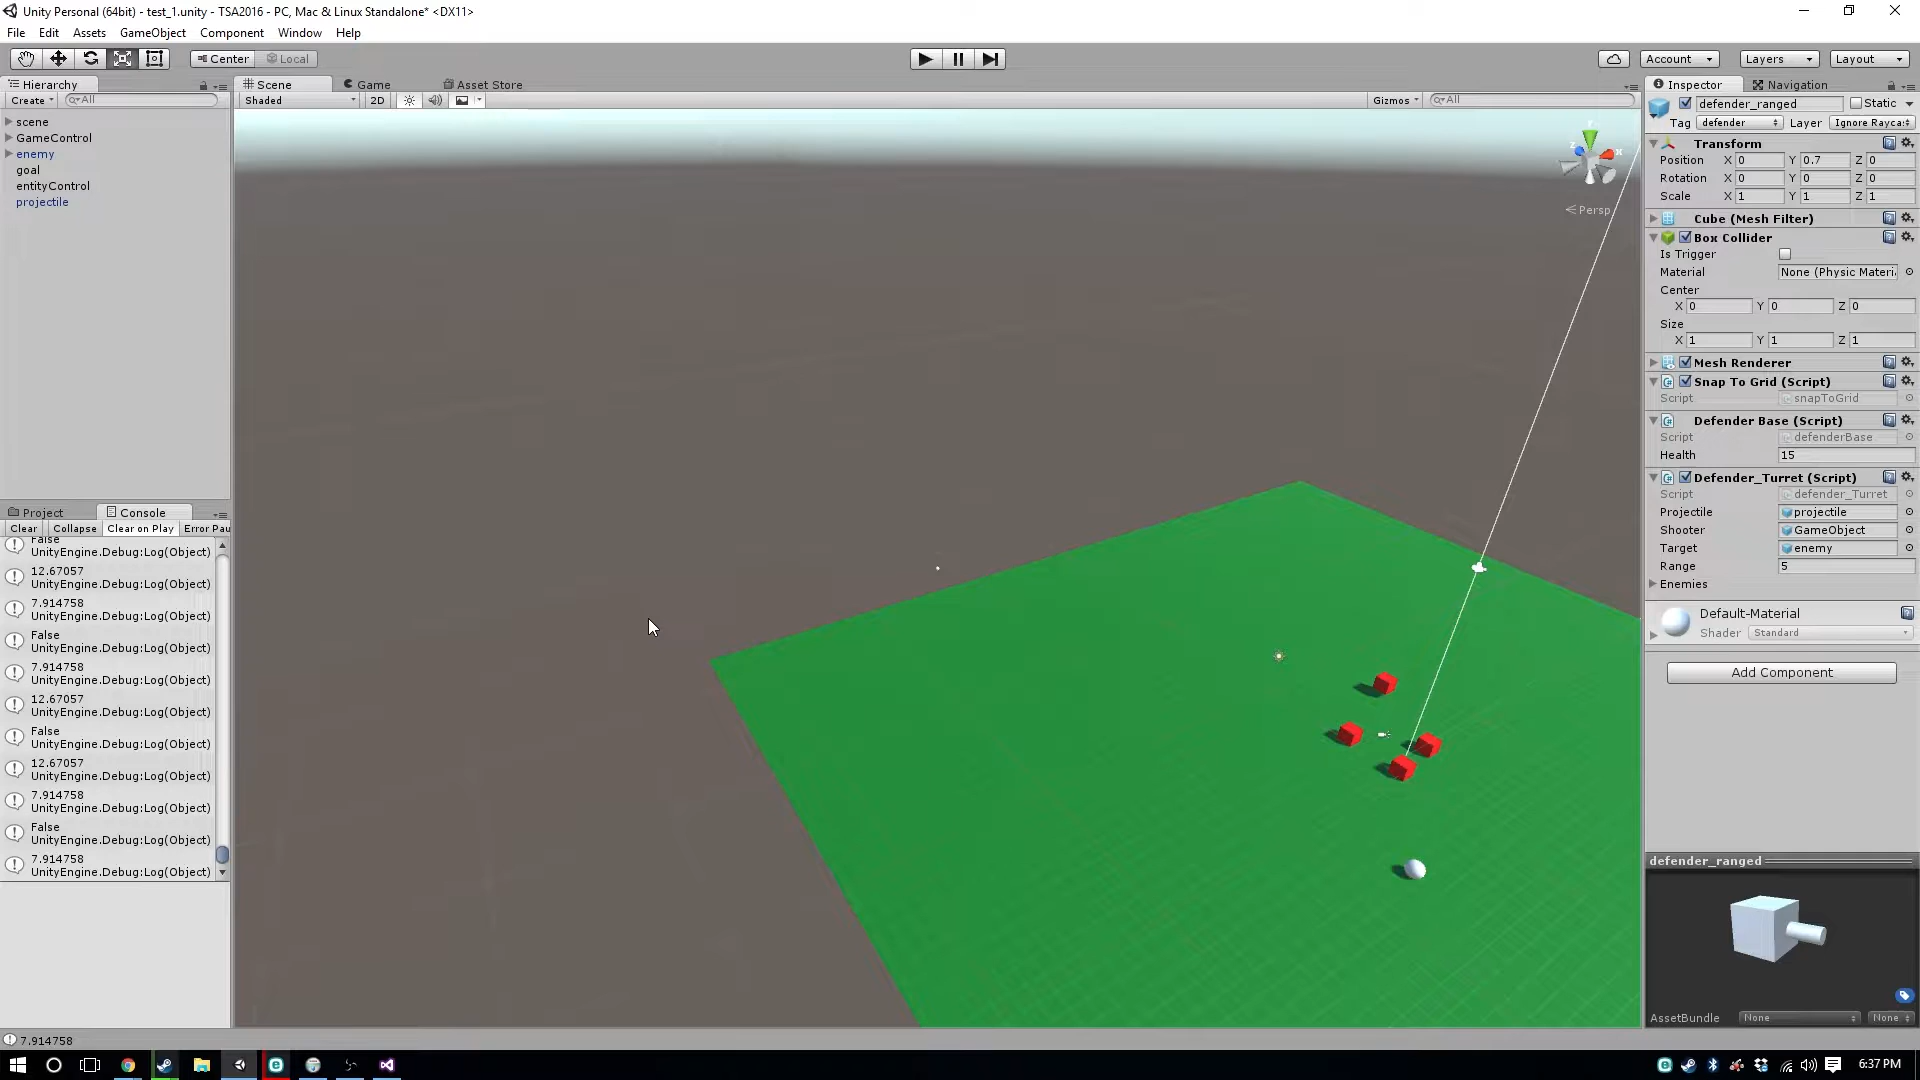 Unity Personal (64bit) - test_1.unity - TSA2016 - PC, Mac & Linux Standalone* <DX11>
File Edit Assets GameObject Component Window Help
Center Local Account Layers Layout
Hierarchy
Create All
scene
GameControl
enemy
goal
entityControl
projectile
Project Console
Clear Collapse Clear on Play Error Pau
False
UnityEngine.Debug:Log(Object)
12.67057
UnityEngine.Debug:Log(Object)
7.914758
UnityEngine.Debug:Log(Object)
False
UnityEngine.Debug:Log(Object)
7.914758
UnityEngine.Debug:Log(Object)
12.67057
UnityEngine.Debug:Log(Object)
False
UnityEngine.Debug:Log(Object)
12.67057
UnityEngine.Debug:Log(Object)
7.914758
UnityEngine.Debug:Log(Object)
False
UnityEngine.Debug:Log(Object)
7.914758
UnityEngine.Debug:Log(Object)
7.914758
Scene Game Asset Store
Shaded 2D Gizmos All
y
x
z
Persp
Inspector Navigation
defender_ranged Static
Tag defender Layer Ignore Rayca
Transform
Position X 0 Y 0.7 Z 0
Rotation X 0 Y 0 Z 0
Scale X 1 Y 1 Z 1
Cube (Mesh Filter)
Box Collider
Is Trigger
Material None (Physic Materi
Center
X 0 Y 0 Z 0
Size
X 1 Y 1 Z 1
Mesh Renderer
Snap To Grid (Script)
Script snapToGrid
Defender Base (Script)
Script defenderBase
Health 15
Defender_Turret (Script)
Script defender_Turret
Projectile projectile
Shooter GameObject
Target enemy
Range 5
Enemies
Default-Material
Shader Standard
Add Component
defender_ranged
AssetBundle None None
6:37 PM